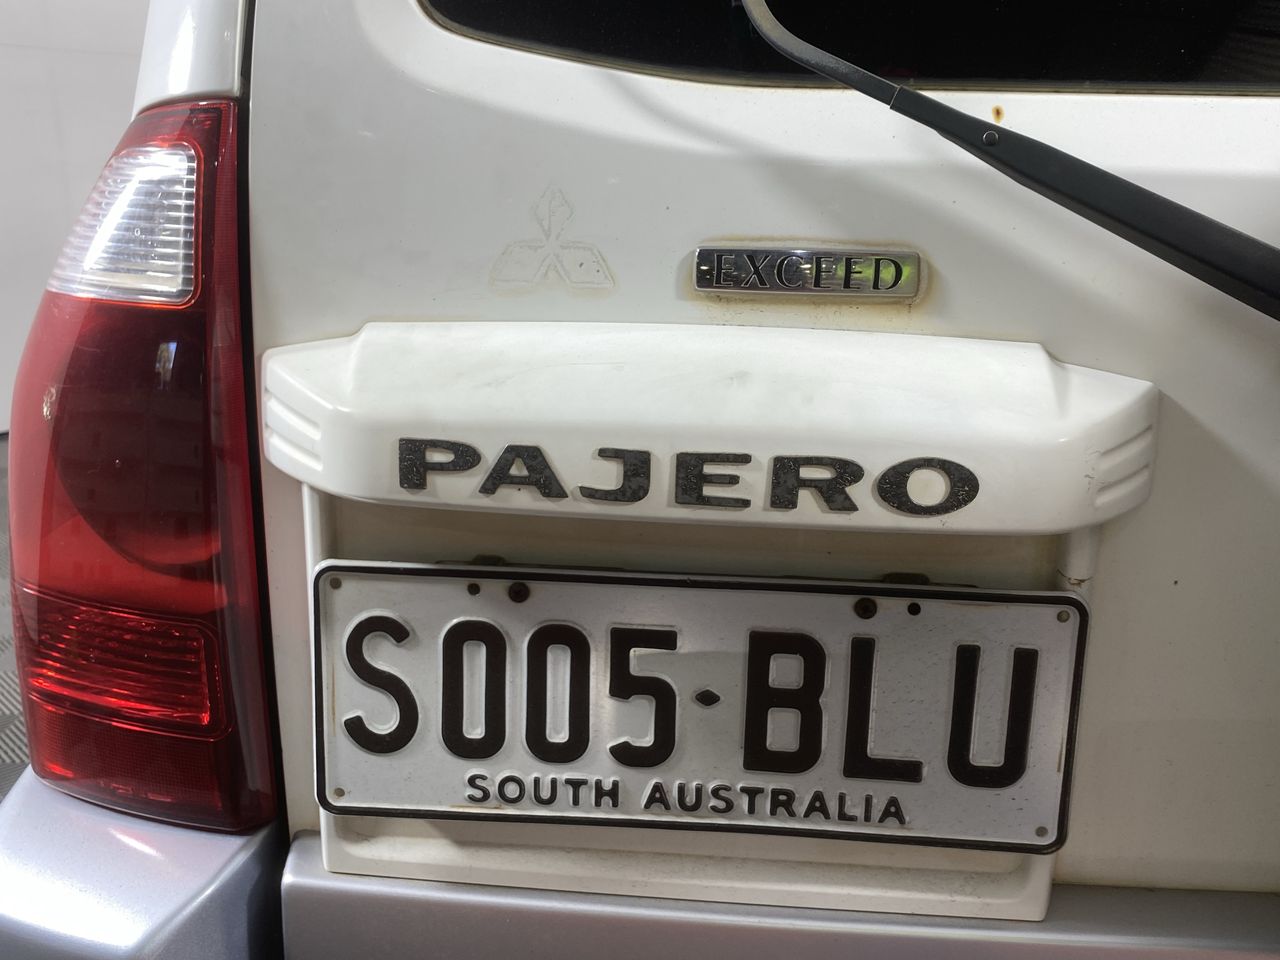 EXCEED
PAJERO
S005·BLU
SOUTH AUSTRALIA